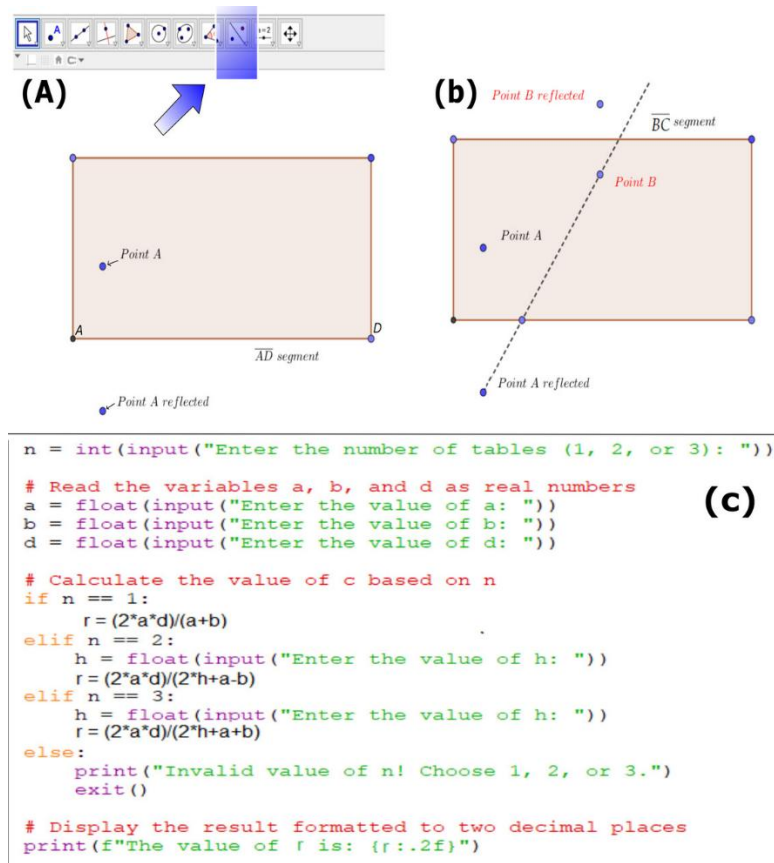 A
a=2
(A)
Point A
A
D
AD segment
Point A reflected
(b)
Point B reflected
BC segment
Point B
Point A
Point A reflected
(c)
n = int(input("Enter the number of tables (1, 2, or 3): "))
# Read the variables a, b, and d as real numbers
a = float(input("Enter the value of a: "))
b = float(input("Enter the value of b: "))
d = float(input("Enter the value of d: "))
# Calculate the value of c based on n
if n == 1:
r = (2*a*d)/(a+b)
elif n == 2:
h = float(input("Enter the value of h: "))
r = (2*a*d)/(2*h+a-b)
elif n == 3:
h = float(input("Enter the value of h: "))
r = (2*a*d)/(2*h+a+b)
else:
print("Invalid value of n! Choose 1, 2, or 3.")
exit()
# Display the result formatted to two decimal places
print(f"The value of r is: {r:.2f}")